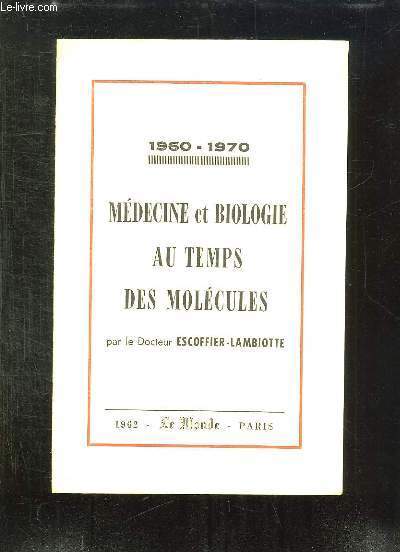 Le-livre.com
1960 - 1970
MÉDECINE et BIOLOGIE
AU TEMPS
DES MOLÉCULES
par le Docteur ESCOFFIER-LAMBIOTTE
1962 - Le Monde - PARIS